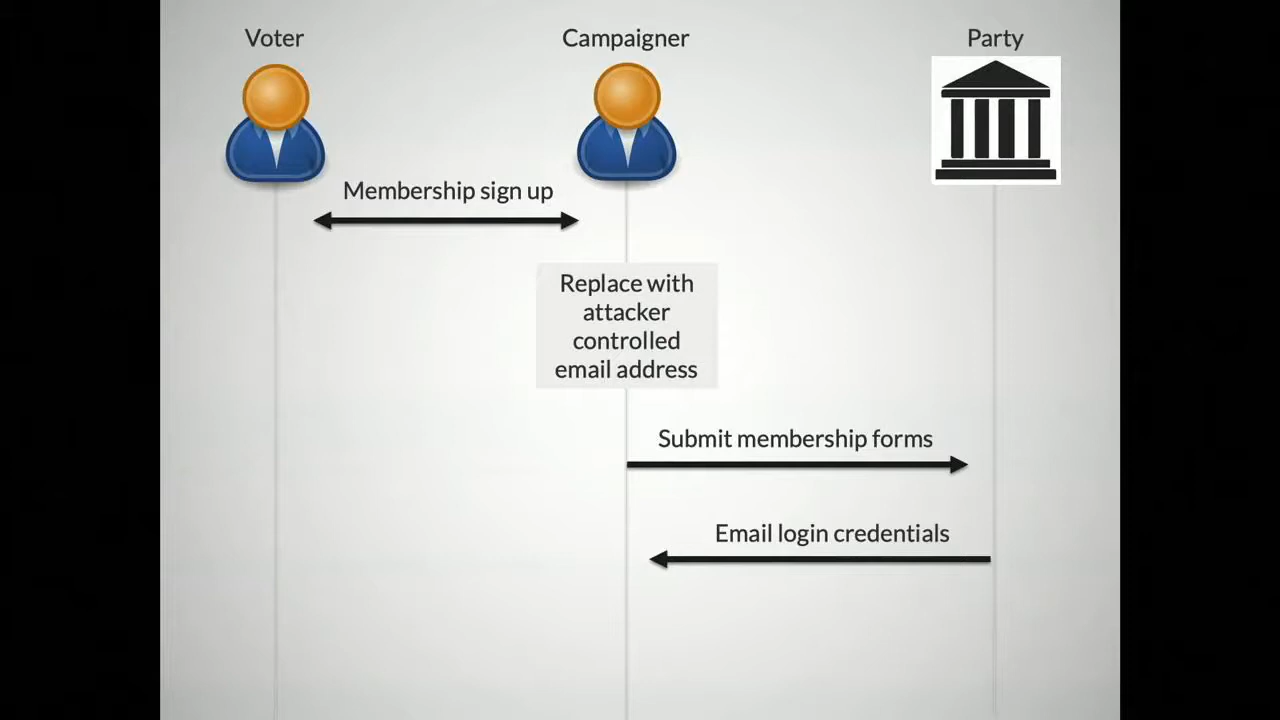 Voter
Campaigner
Party
Membership sign up
Replace with
attacker
controlled
email address
Submit membership forms
Email login credentials